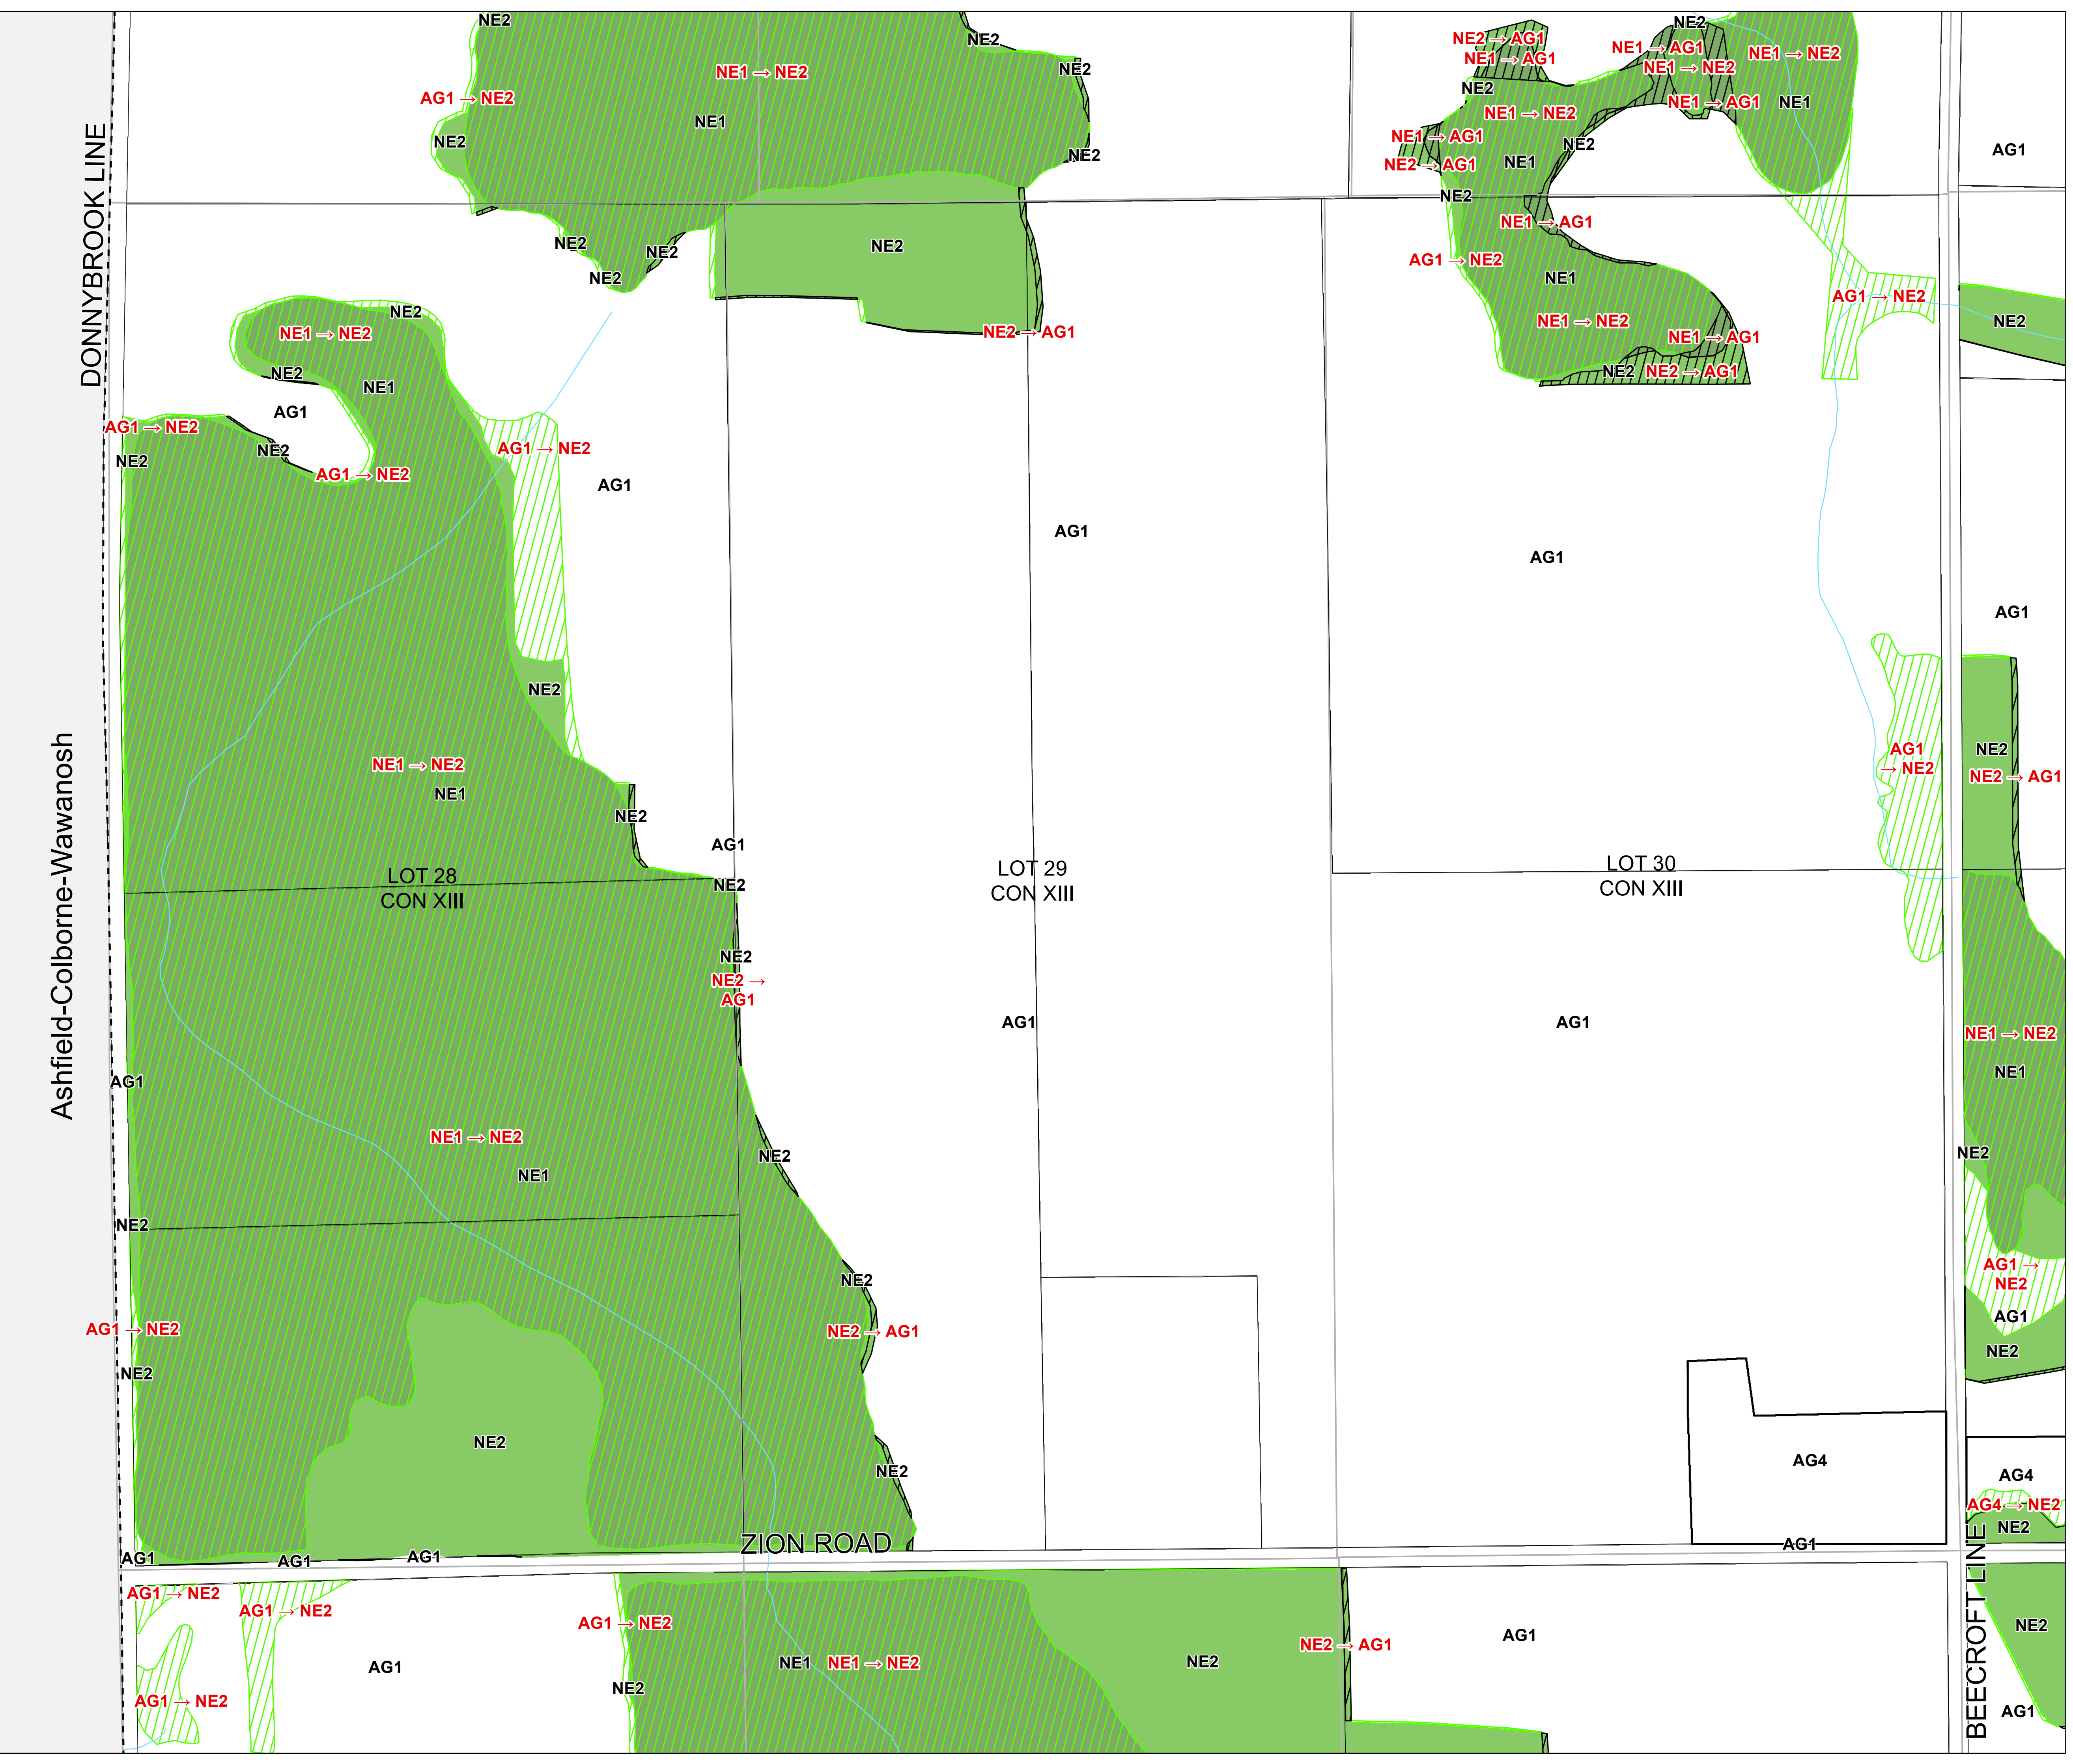 NE2
NE2
NE2
NE2 → AG1
NE1 → AG1
NE1 → AG1
NE1 → NE2
NE1 → NE2
NE1 → NE2
NE2
AG1 → NE2
NE2
NE1 → AG1
NE1
NE1 → NE2
NE1
NE1 → AG1
NE2
NE2
NE2
AG1
NE2 → AG1
NE1
NE2
DONNYBROOK LINE
NE1 → AG1
NE2
NE2
NE2
NE2
AG1 → NE2
NE1
AG1 → NE2
NE2
NE1 → NE2
NE2
NE1 → NE2
NE2 → AG1
NE1 → AG1
NE2
NE1
NE2
NE2 → AG1
AG1
AG1 → NE2
NE2
AG1 → NE2
NE2
AG1 → NE2
AG1
AG1
AG1
AG1
NE2
AG1
→ NE2
NE2
NE2 → AG1
NE1 → NE2
NE1
NE2
AG1
LOT 28
CON XIII
NE2
LOT 29
CON XIII
LOT 30
CON XIII
Ashfield-Colborne-Wawanosh
NE2
NE2 →
AG1
AG1
AG1
NE1 → NE2
NE1
AG1
NE1 → NE2
NE1
NE2
NE2
NE2
NE2
AG1 →
NE2
AG1
AG1 → NE2
NE2 → AG1
NE2
NE2
NE2
NE2
AG4
AG4
AG4 → NE2
NE2
AG1
AG1
AG1
ZION ROAD
AG1
BEECROFT LINE
AG1 → NE2
AG1 → NE2
AG1 → NE2
NE2 → AG1
AG1
NE2
AG1
NE1
NE1 → NE2
NE2
NE2
AG1 → NE2
AG1